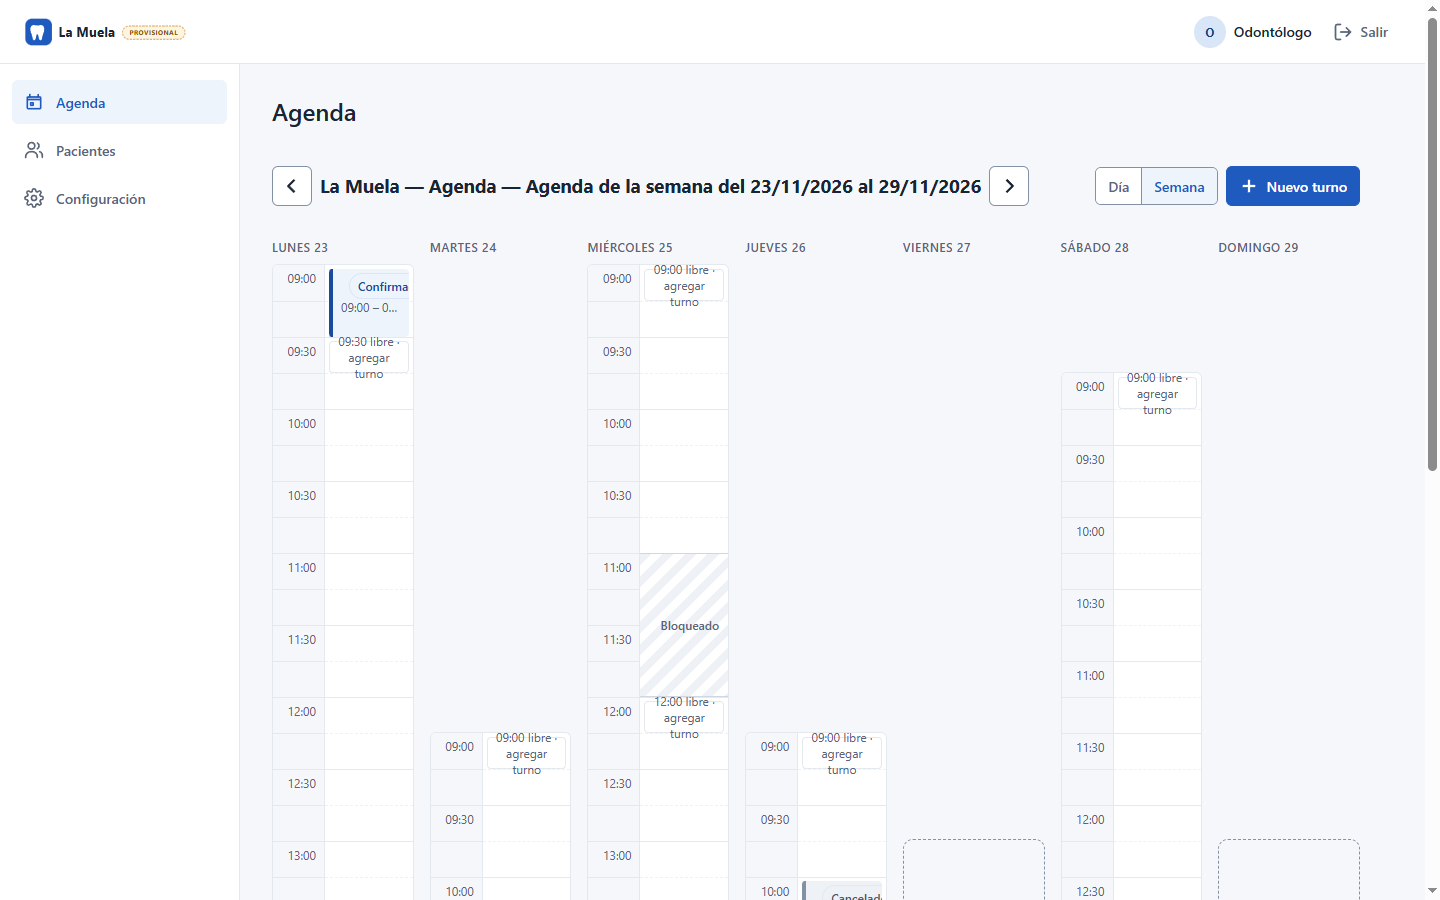 La Muela PROVISIONAL
O Odontólogo Salir
Agenda
Pacientes
Configuración
Agenda
La Muela — Agenda — Agenda de la semana del 23/11/2026 al 29/11/2026
Día Semana Nuevo turno
LUNES 23
09:00
Confirma
09:00 – 0...
09:30
09:30 libre ·
agregar
turno
10:00
10:30
11:00
11:30
12:00
12:30
13:00
MARTES 24
09:00
09:00 libre ·
agregar
turno
09:30
10:00
MIÉRCOLES 25
09:00
09:00 libre ·
agregar
turno
09:30
10:00
10:30
11:00
Bloqueado
11:30
12:00
12:00 libre ·
agregar
turno
12:30
13:00
JUEVES 26
09:00
09:00 libre ·
agregar
turno
09:30
10:00
Cancelad
VIERNES 27
SÁBADO 28
09:00
09:00 libre ·
agregar
turno
09:30
10:00
10:30
11:00
11:30
12:00
12:30
DOMINGO 29